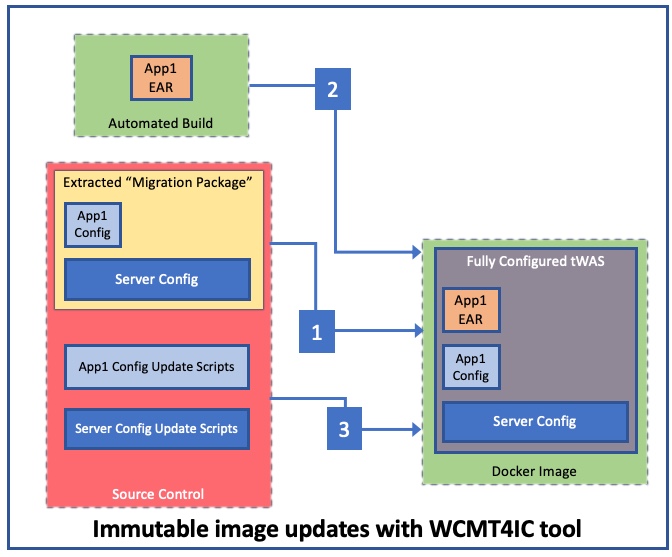 App1
EAR
Automated Build
2
Extracted “Migration Package”
App1
Config
Server Config
1
App1 Config Update Scripts
Server Config Update Scripts
3
Source Control
Fully Configured tWAS
App1
EAR
App1
Config
Server Config
Docker Image
Immutable image updates with WCMT4IC tool